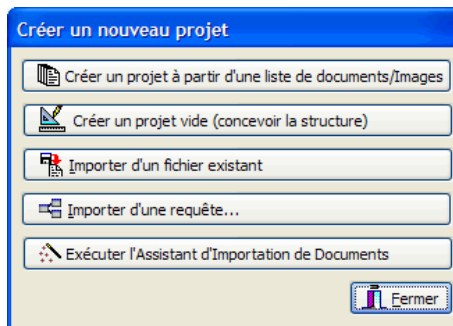 Créer un nouveau projet
Créer un projet à partir d'une liste de documents/Images
Créer un projet vide (concevoir la structure)
Importer d'un fichier existant
Importer d'une requête...
Exécuter l'Assistant d'Importation de Documents
Fermer